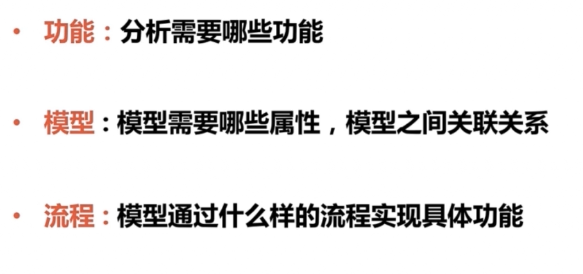 • 功能：分析需要哪些功能
• 模型：模型需要哪些属性，模型之间关联关系
• 流程：模型通过什么样的流程实现具体功能